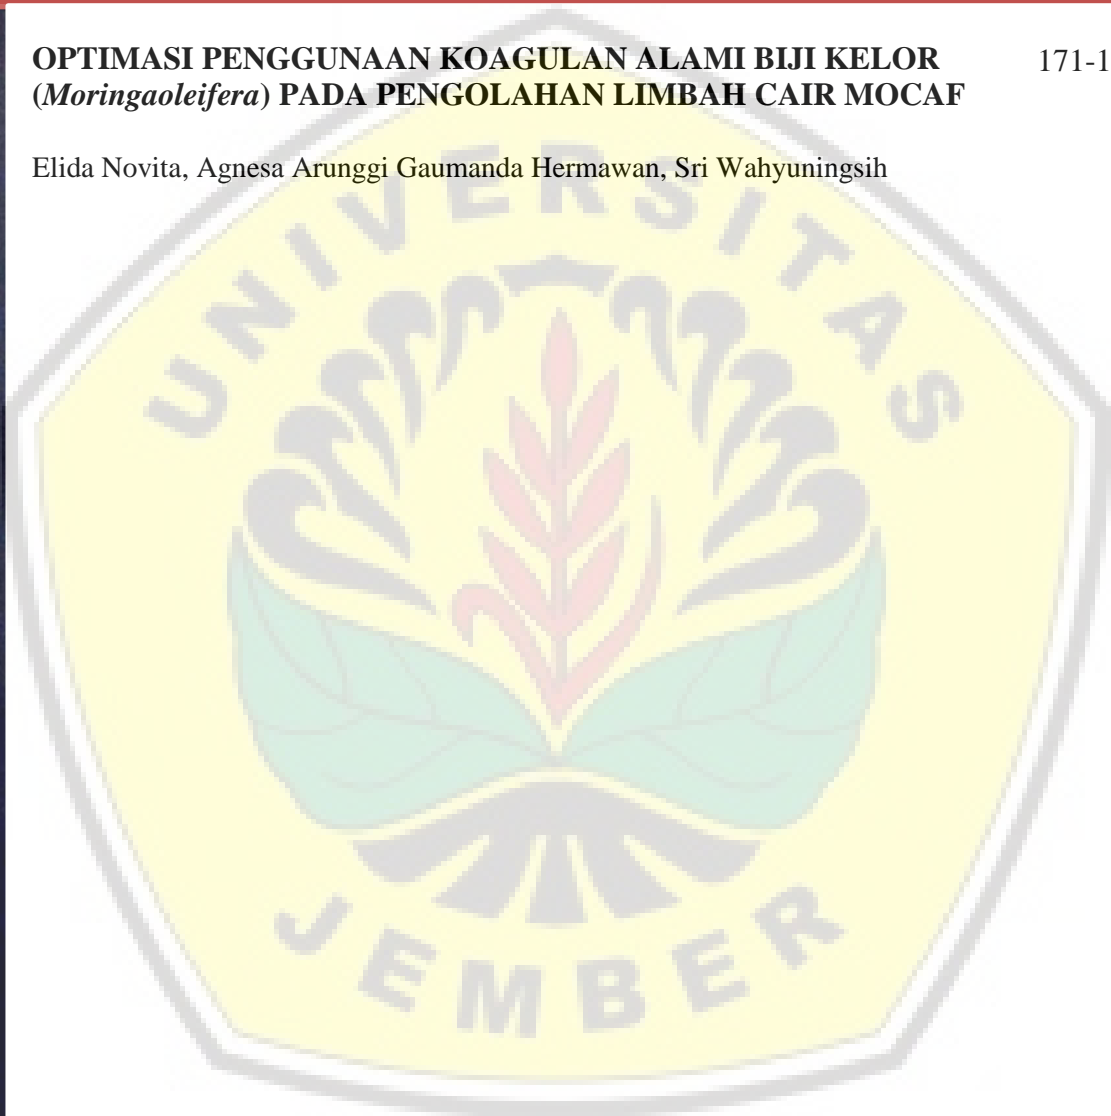 OPTIMASI PENGGUNAAN KOAGULAN ALAMI BIJI KELOR 171-1
(Moringaoleifera) PADA PENGOLAHAN LIMBAH CAIR MOCAF
Elida Novita, Agnesa Arunggi Gaumanda Hermawan, Sri Wahyuningsih
UNIVERSITAS
JEMBER